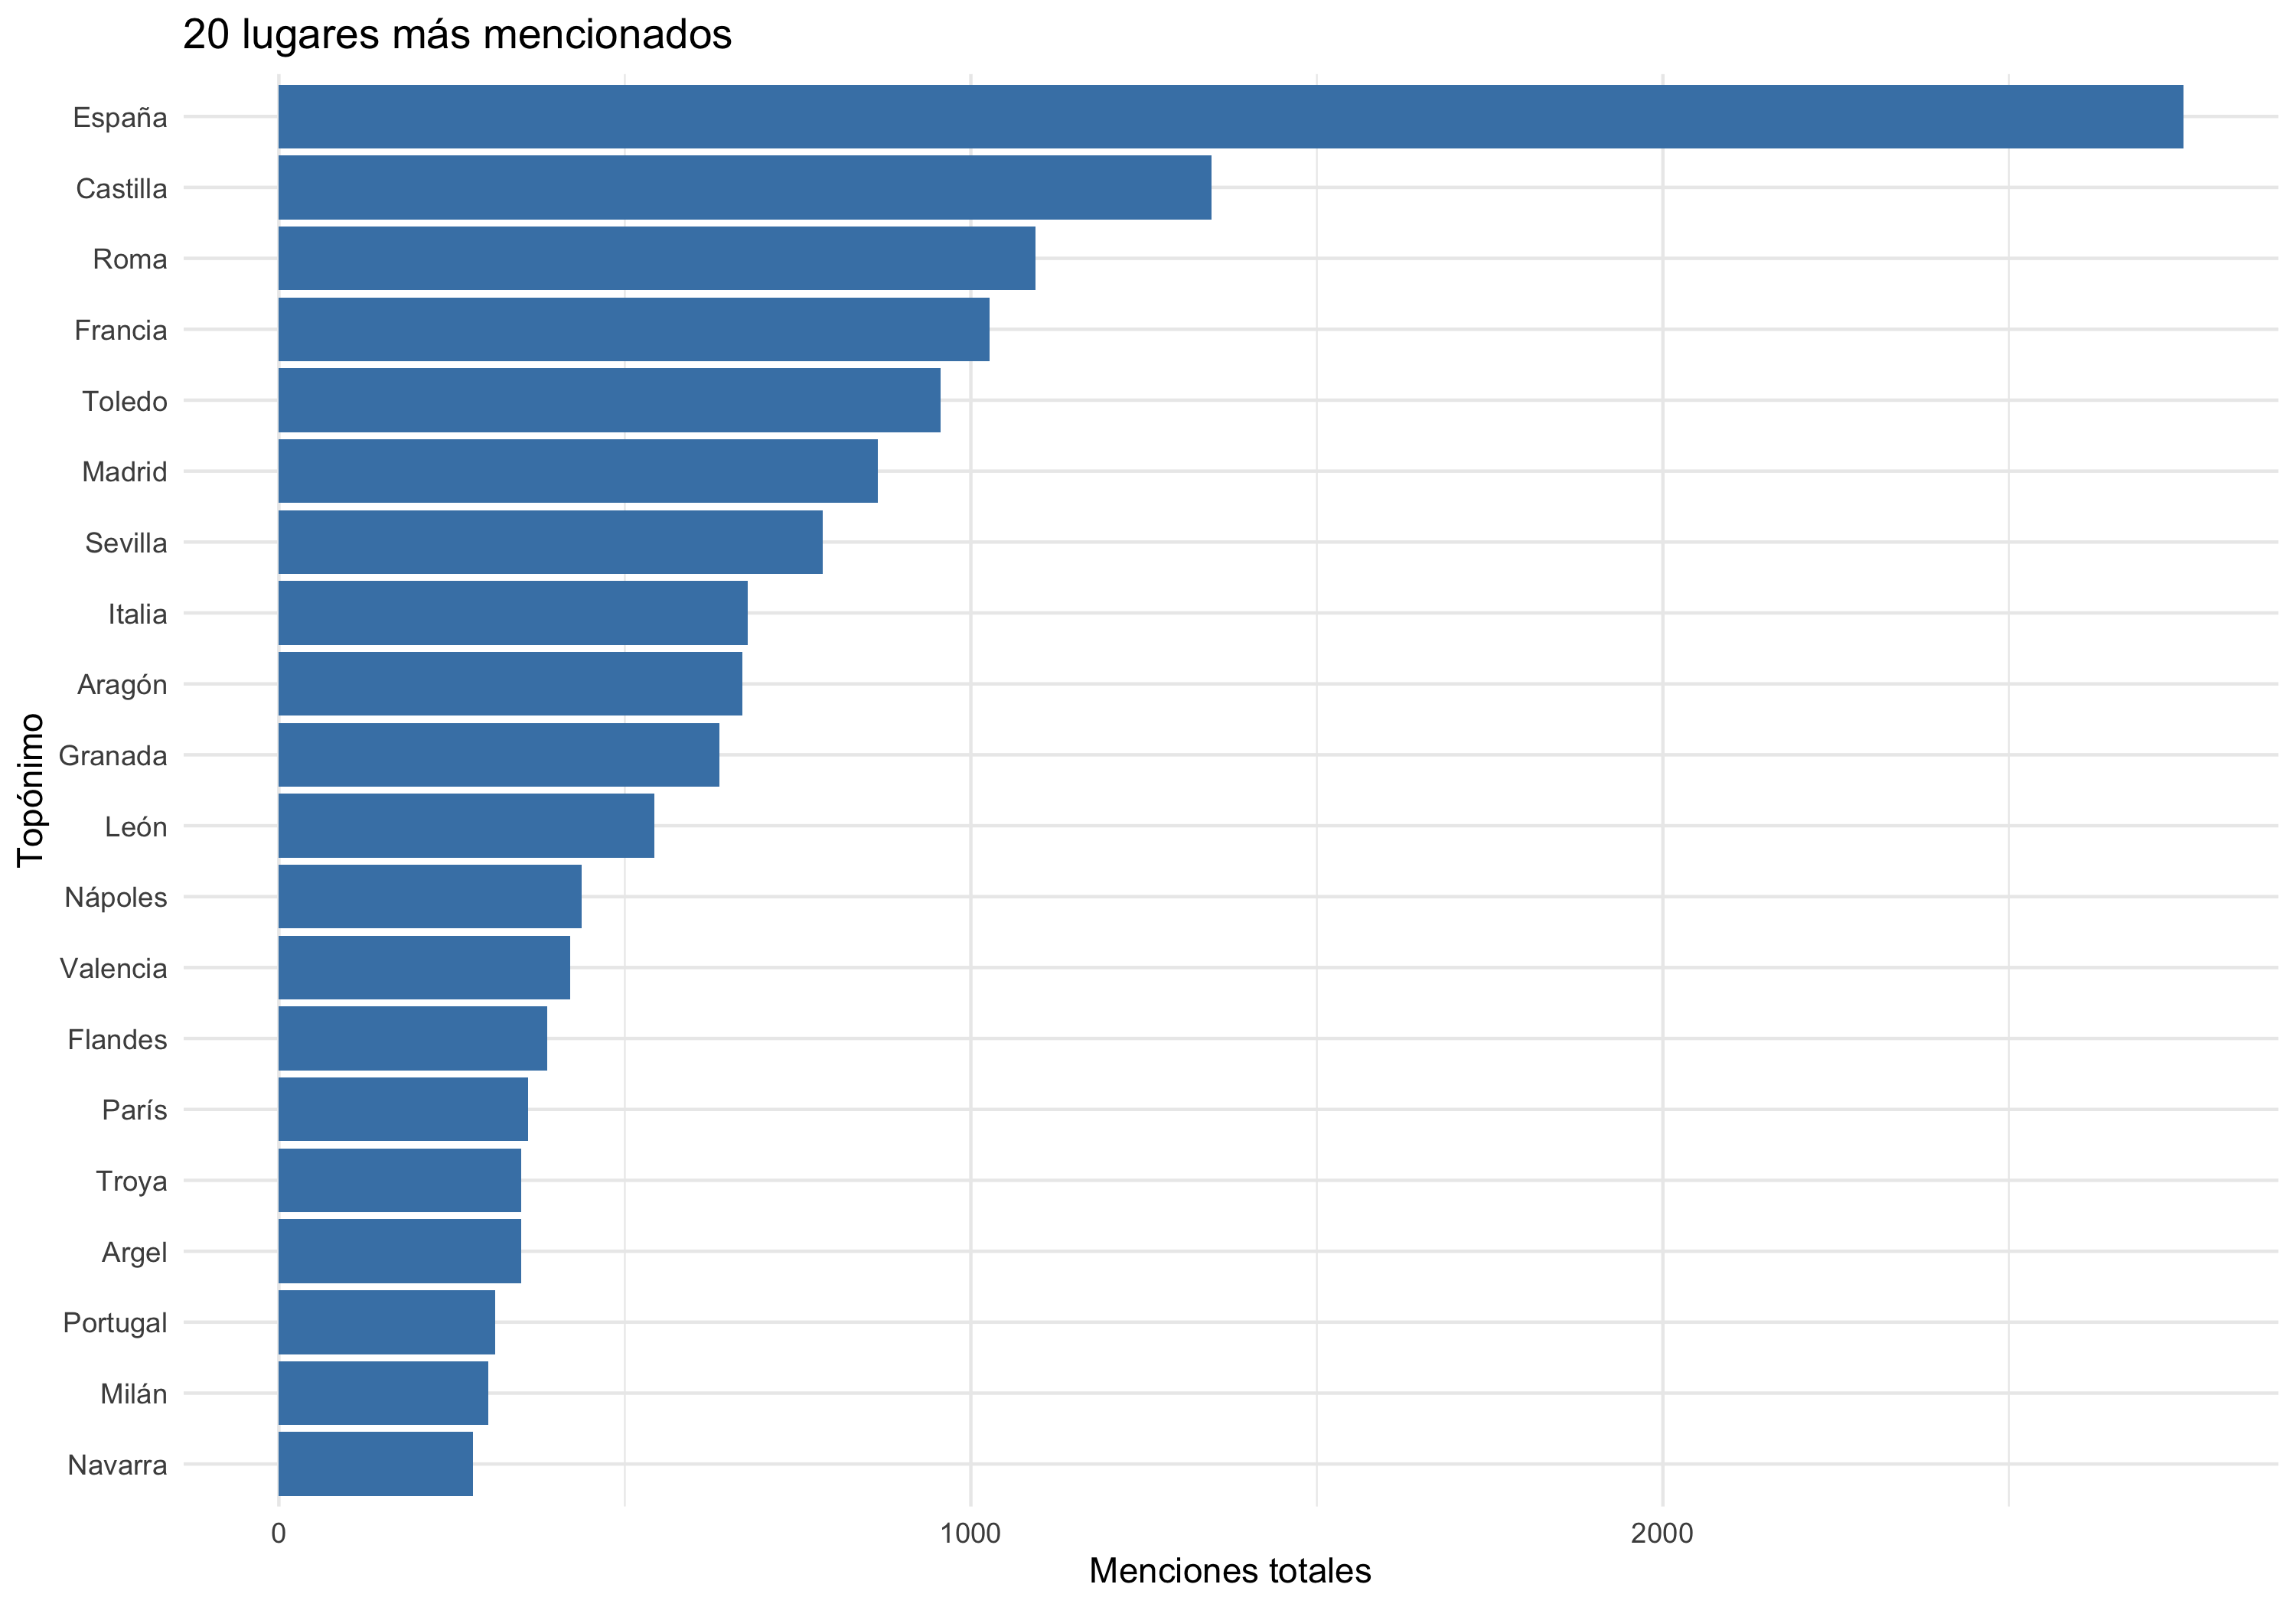 20 lugares más mencionados
España
Castilla
Roma
Francia
Toledo
Madrid
Sevilla
Italia
Aragón
Granada
León
Nápoles
Valencia
Flandes
París
Troya
Argel
Portugal
Milán
Navarra
Topónimo
0 1000 2000
Menciones totales